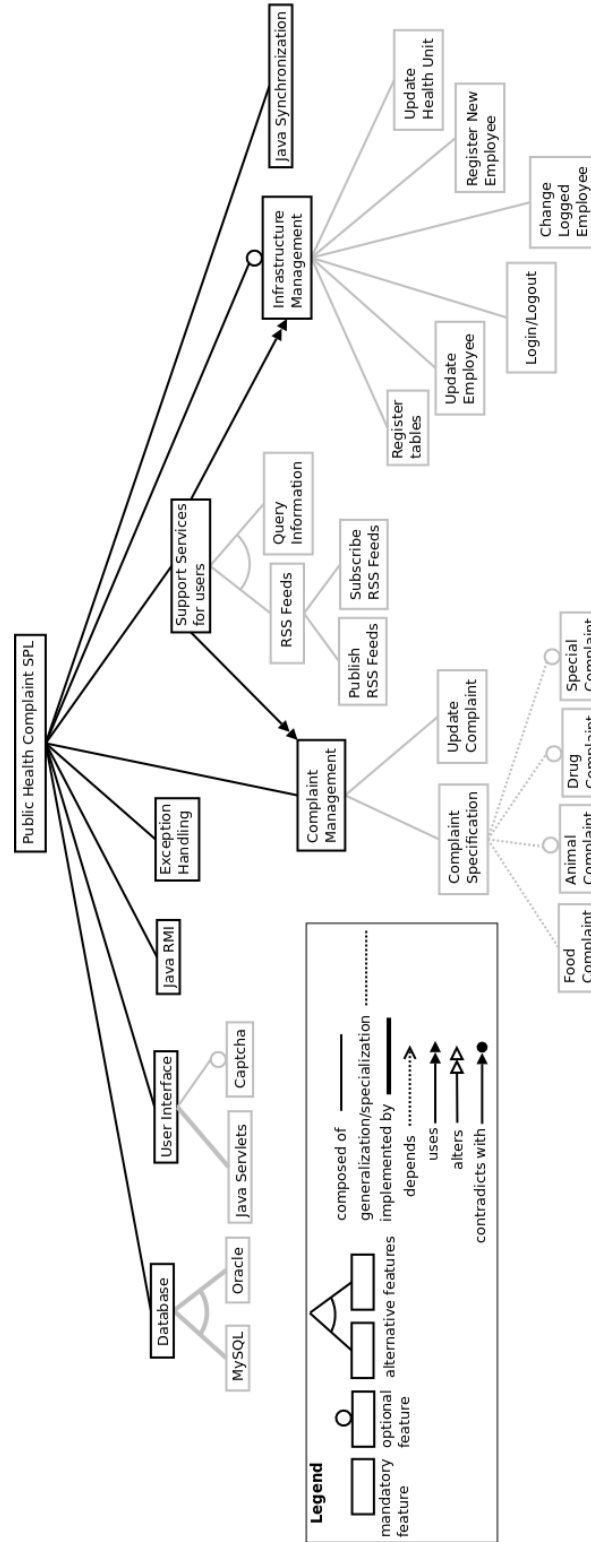 Public Health Complaint SPL
Database
MySQL
Oracle
User Interface
Java Servlets
Captcha
Java RMI
Exception
Handling
Complaint
Management
Complaint
Specification
Update
Complaint
Food
Complaint
Animal
Complaint
Drug
Complaint
Special
Complaint
Support Services
for users
RSS Feeds
Query
Information
Publish
RSS Feeds
Subscribe
RSS Feeds
Infrastructure
Management
Register
tables
Update
Employee
Login/Logout
Change
Logged
Employee
Register New
Employee
Update
Health Unit
Java Synchronization
Legend
mandatory
feature
optional
feature
alternative features
composed of
generalization/specialization
implemented by
depends
uses
alters
contradicts with